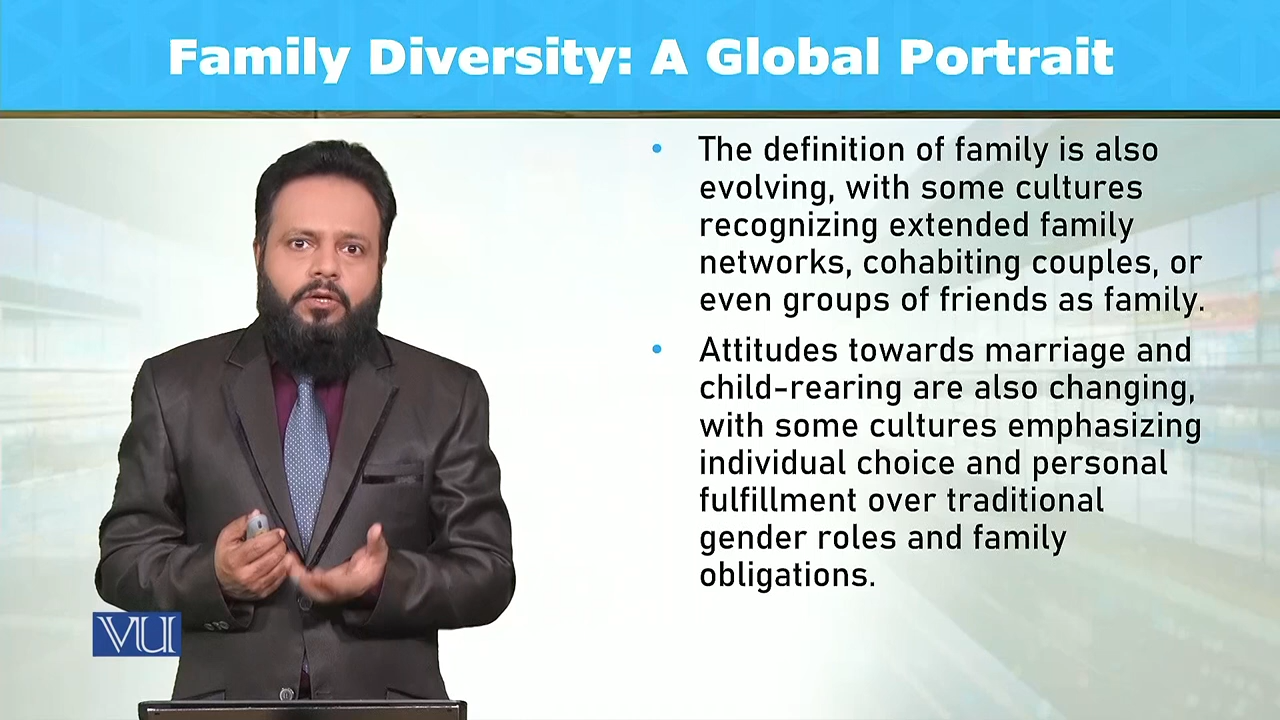 Family Diversity: A Global Portrait
• The definition of family is also
evolving, with some cultures
recognizing extended family
networks, cohabiting couples, or
even groups of friends as family.
• Attitudes towards marriage and
child-rearing are also changing,
with some cultures emphasizing
individual choice and personal
fulfillment over traditional
gender roles and family
obligations.
VU